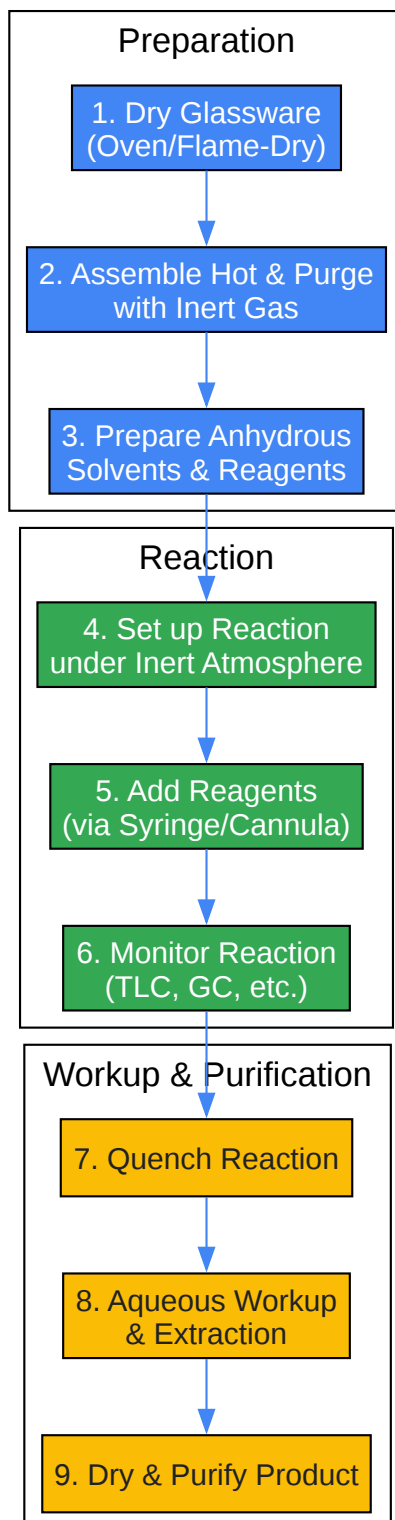 Preparation
1. Dry Glassware
(Oven/Flame-Dry)
2. Assemble Hot & Purge
with Inert Gas
3. Prepare Anhydrous
Solvents & Reagents
Reaction
4. Set up Reaction
under Inert Atmosphere
5. Add Reagents
(via Syringe/Cannula)
6. Monitor Reaction
(TLC, GC, etc.)
Workup & Purification
7. Quench Reaction
8. Aqueous Workup
& Extraction
9. Dry & Purify Product